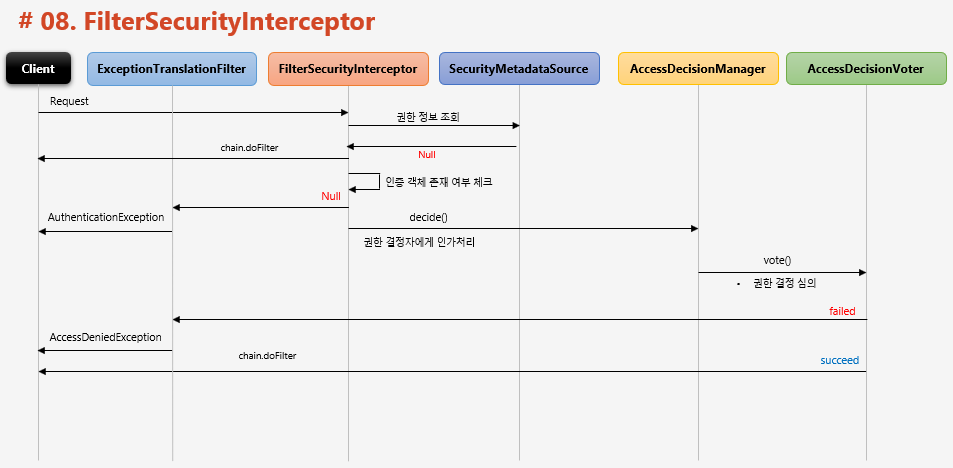 # 08. FilterSecurityInterceptor
Client
ExceptionTranslationFilter
FilterSecurityInterceptor
SecurityMetadataSource
AccessDecisionManager
AccessDecisionVoter
Request
권한 정보 조회
chain.doFilter
Null
인증 객체 존재 여부 체크
Null
AuthenticationException
decide()
권한 결정자에게 인가처리
vote()
• 권한 결정 심의
failed
AccessDeniedException
chain.doFilter
succeed